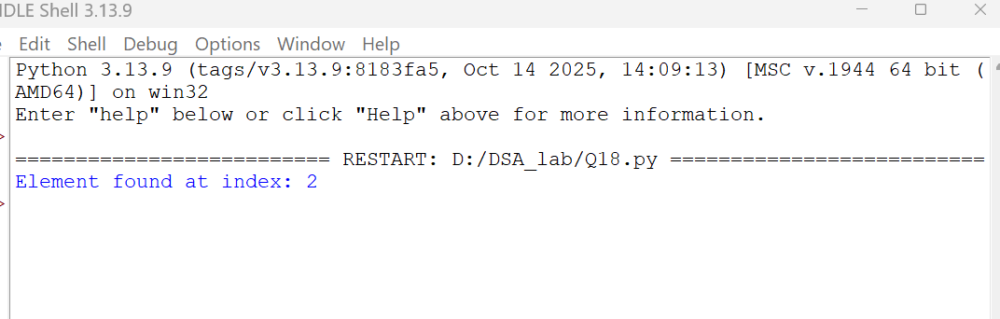 IDLE Shell 3.13.9
Edit Shell Debug Options Window Help
Python 3.13.9 (tags/v3.13.9:8183fa5, Oct 14 2025, 14:09:13) [MSC v.1944 64 bit (
AMD64)] on win32
Enter "help" below or click "Help" above for more information.
========================== RESTART: D:/DSA_lab/Q18.py ==========================
Element found at index: 2